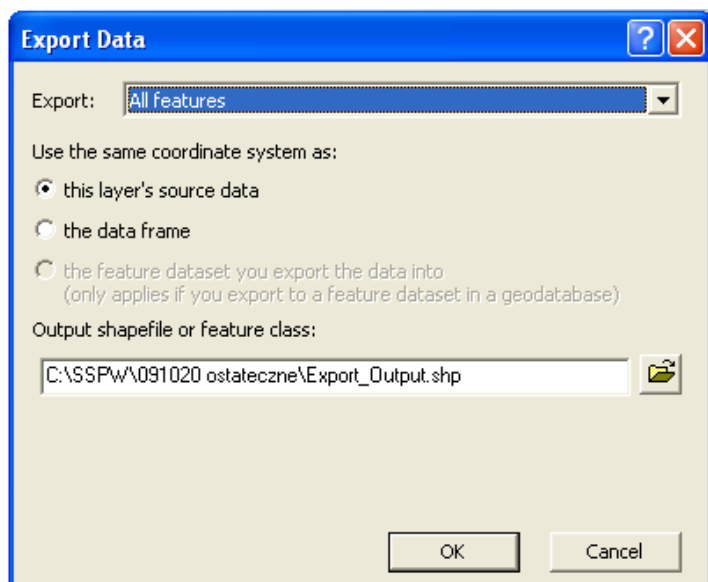 Export Data
Export: All features
Use the same coordinate system as:
this layer's source data
the data frame
the feature dataset you export the data into
(only applies if you export to a feature dataset in a geodatabase)
Output shapefile or feature class:
C:\SSPW\091020 ostateczne\Export_Output.shp
OK Cancel